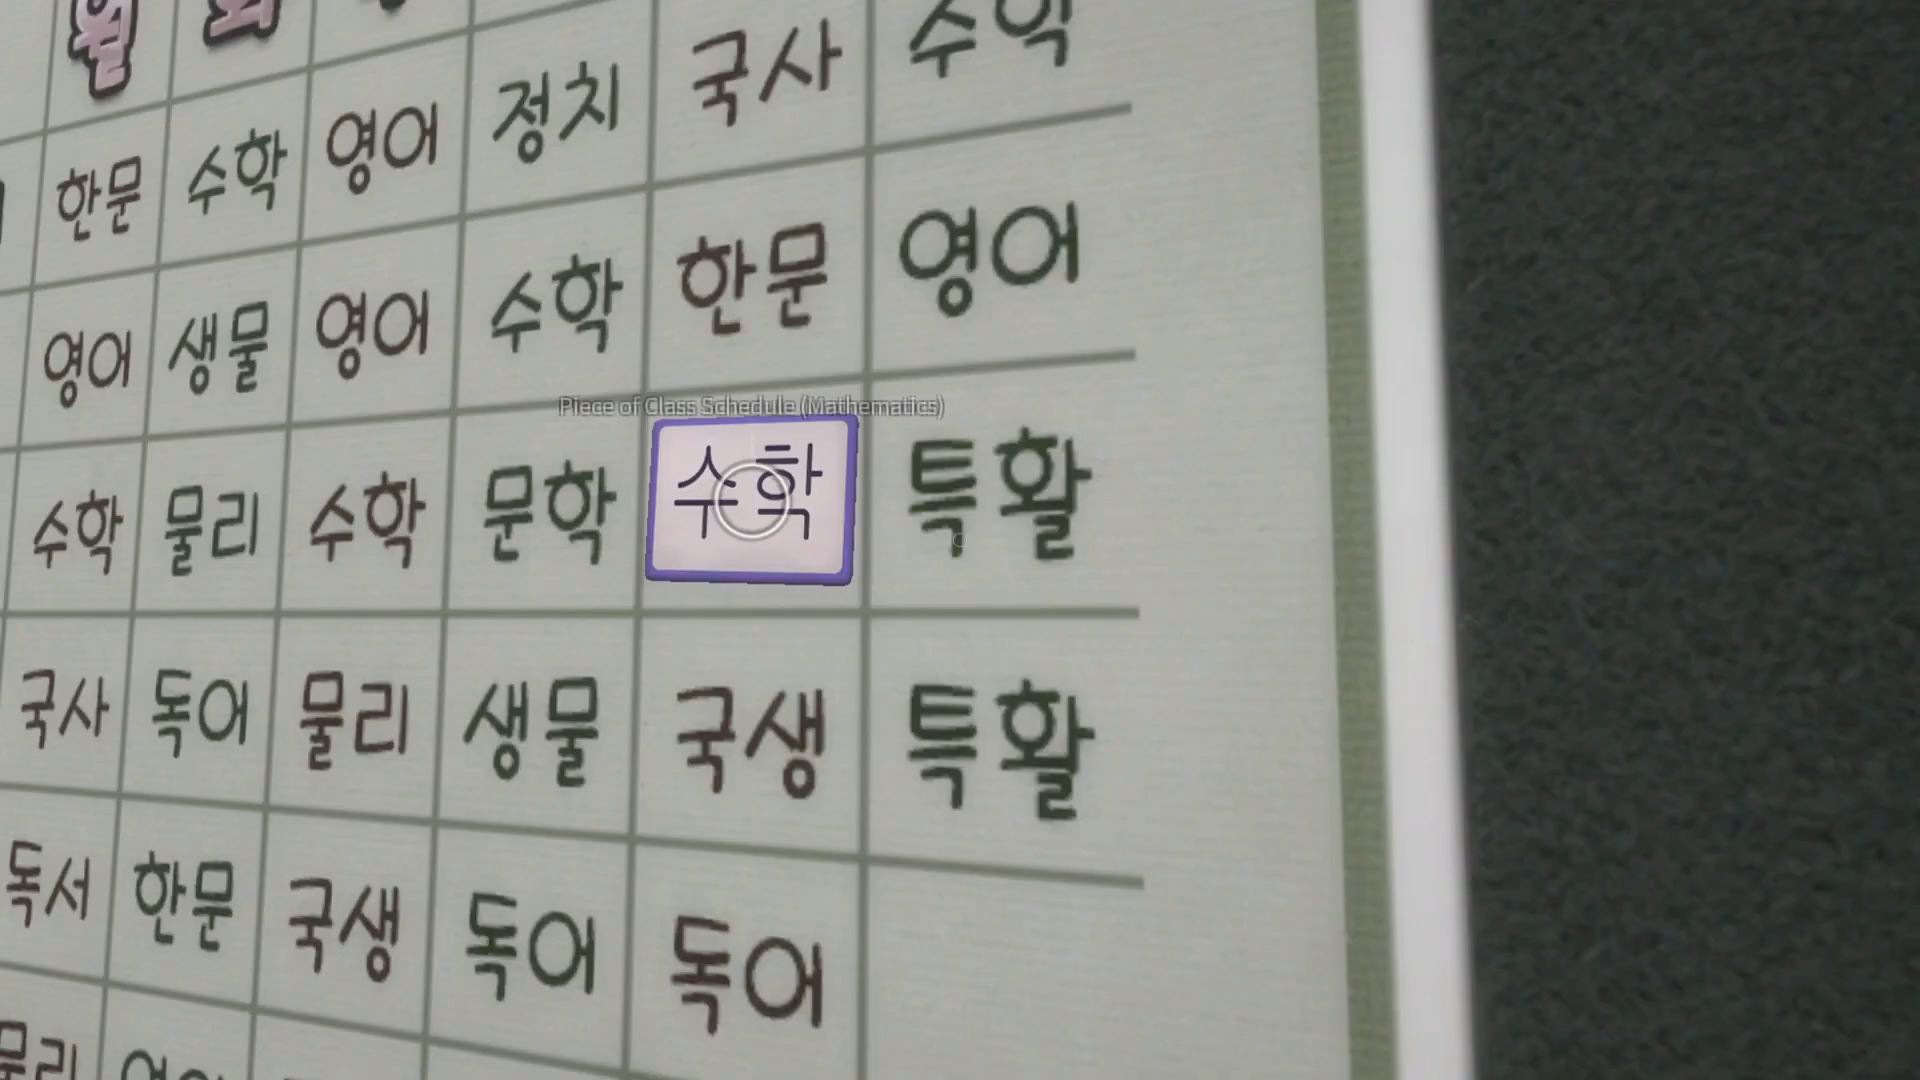 월 화
한문 수학 영어 정치 국사 수학
영어 생물 영어 수학 한문 영어
Piece of Class Schedule (Mathematics)
수학 물리 수학 문학 수학 특활
국사 독어 물리 생물 국생 특활
독서 한문 국생 독어 독어
물리